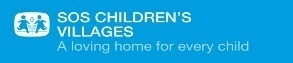 SOS CHILDREN'S
VILLAGES
A loving home for every child